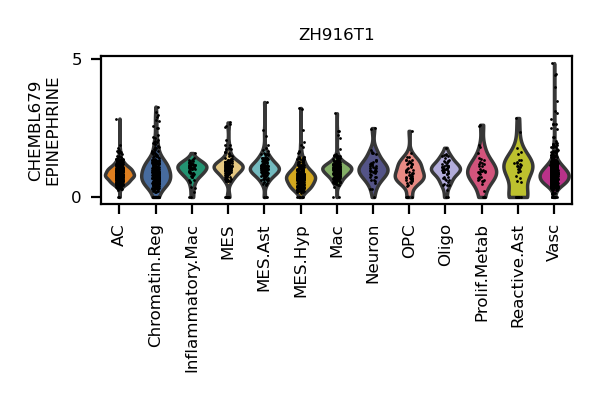 ZH916T1
CHEMBL679
EPINEPHRINE
5
0
AC
Chromatin.Reg
Inflammatory.Mac
MES
MES.Ast
MES.Hyp
Mac
Neuron
OPC
Oligo
Prolif.Metab
Reactive.Ast
Vasc